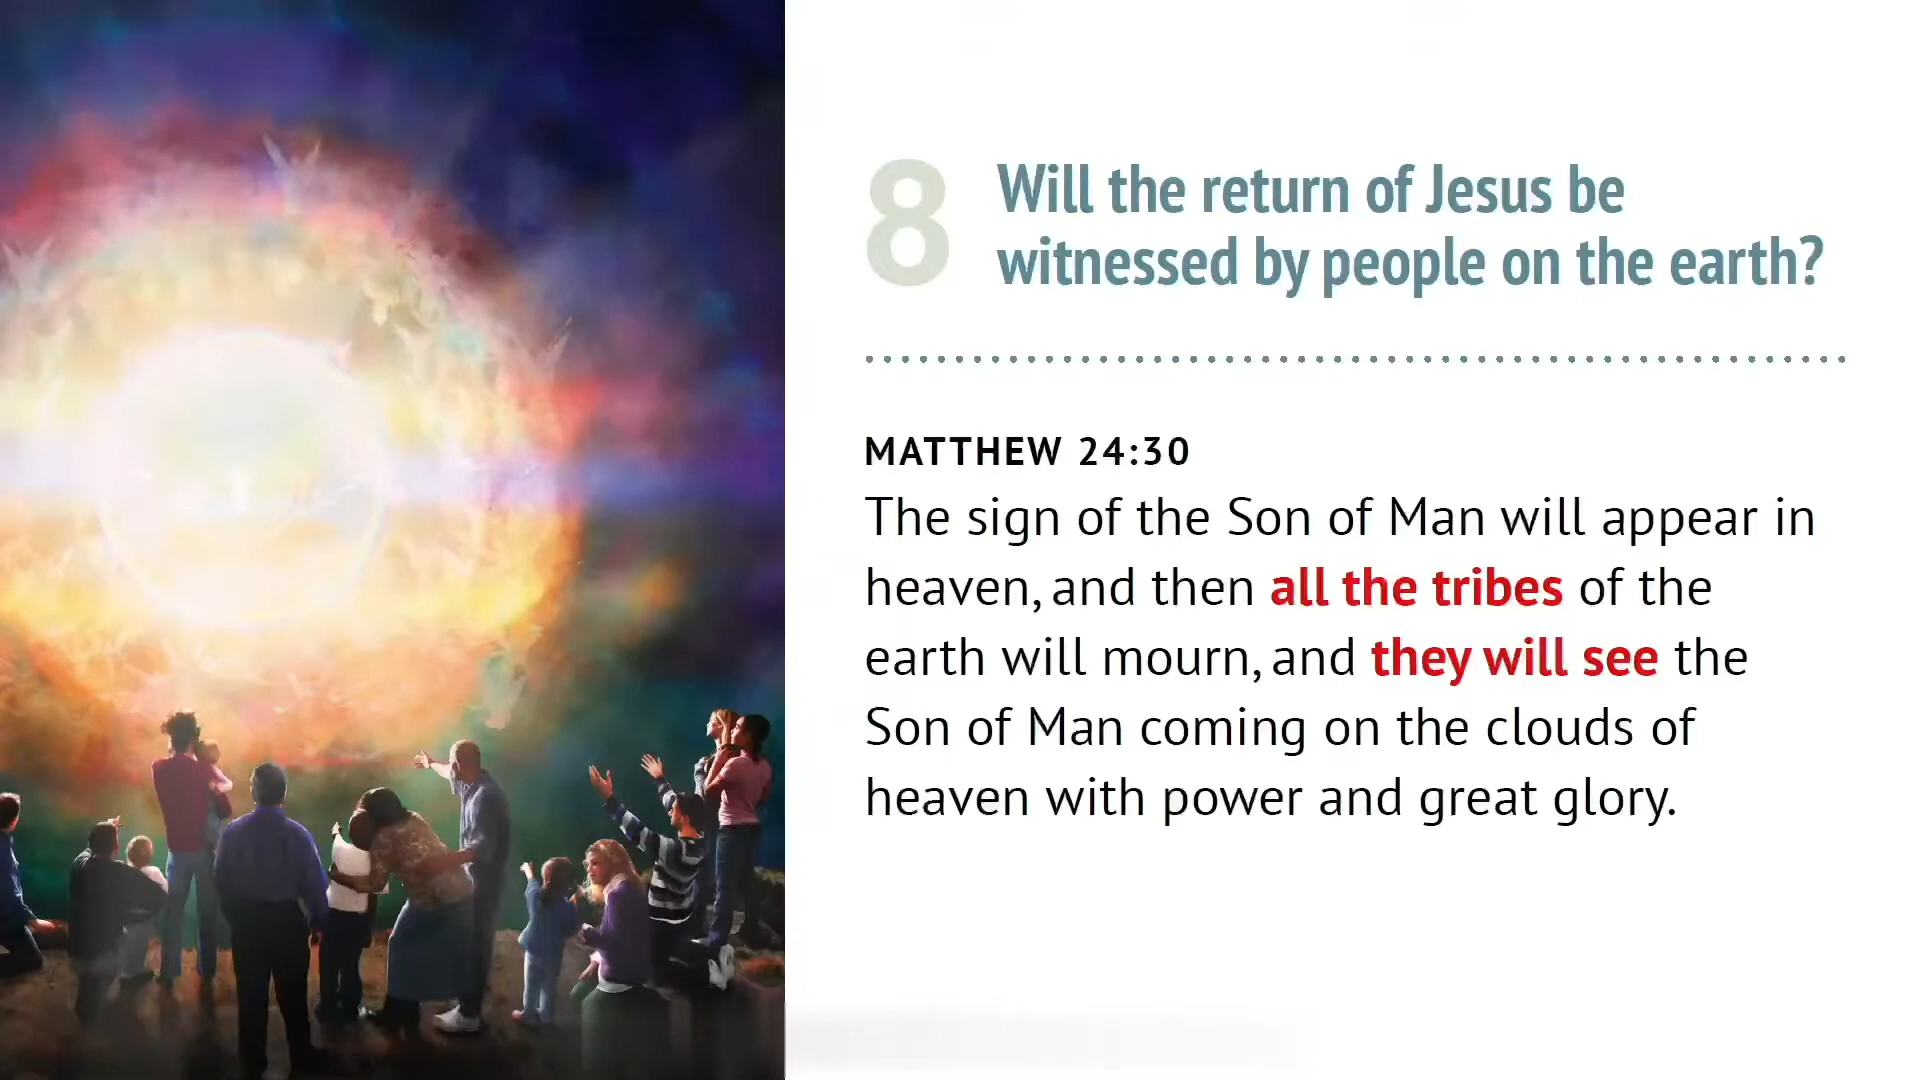 8 Will the return of Jesus be
witnessed by people on the earth?
MATTHEW 24:30
The sign of the Son of Man will appear in
heaven, and then all the tribes of the
earth will mourn, and they will see the
Son of Man coming on the clouds of
heaven with power and great glory.